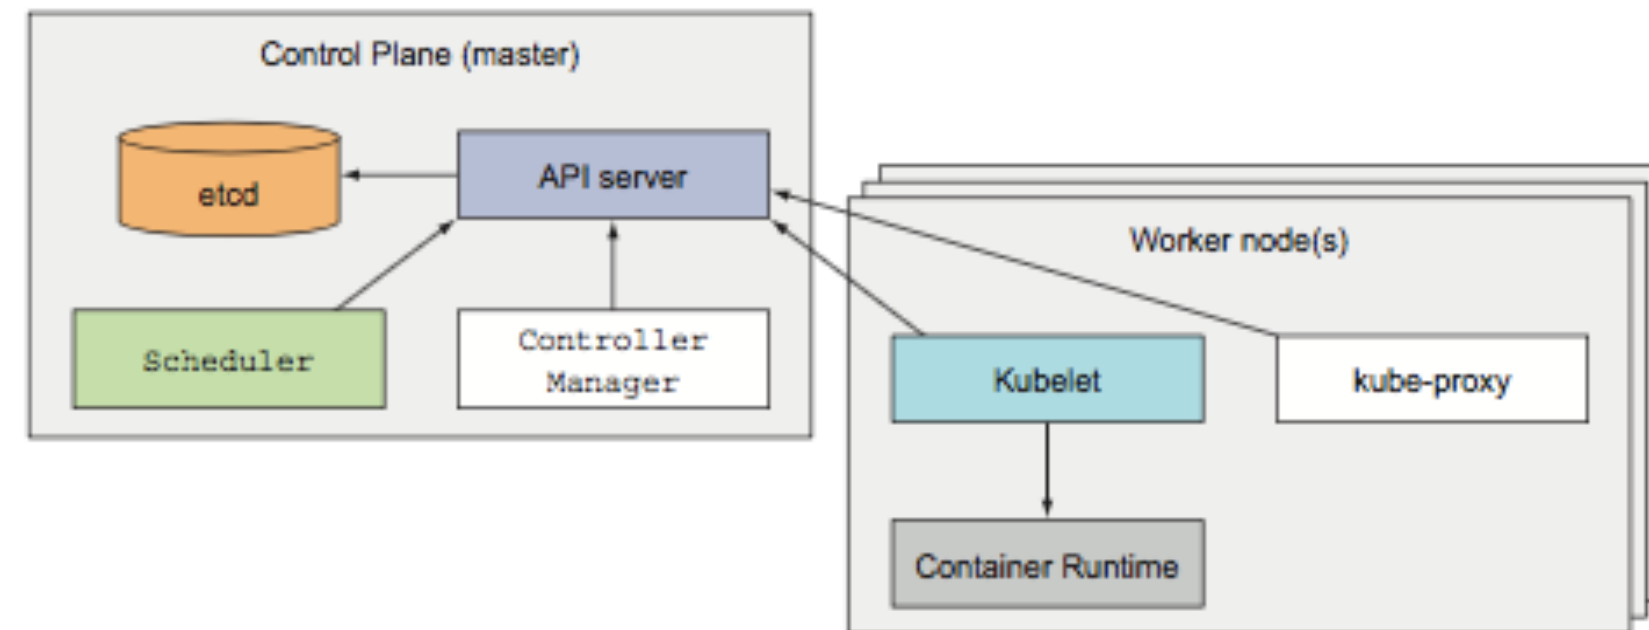 Control Plane (master)
etcd
API server
Scheduler
Controller
Manager
Worker node(s)
Kubelet
kube-proxy
Container Runtime